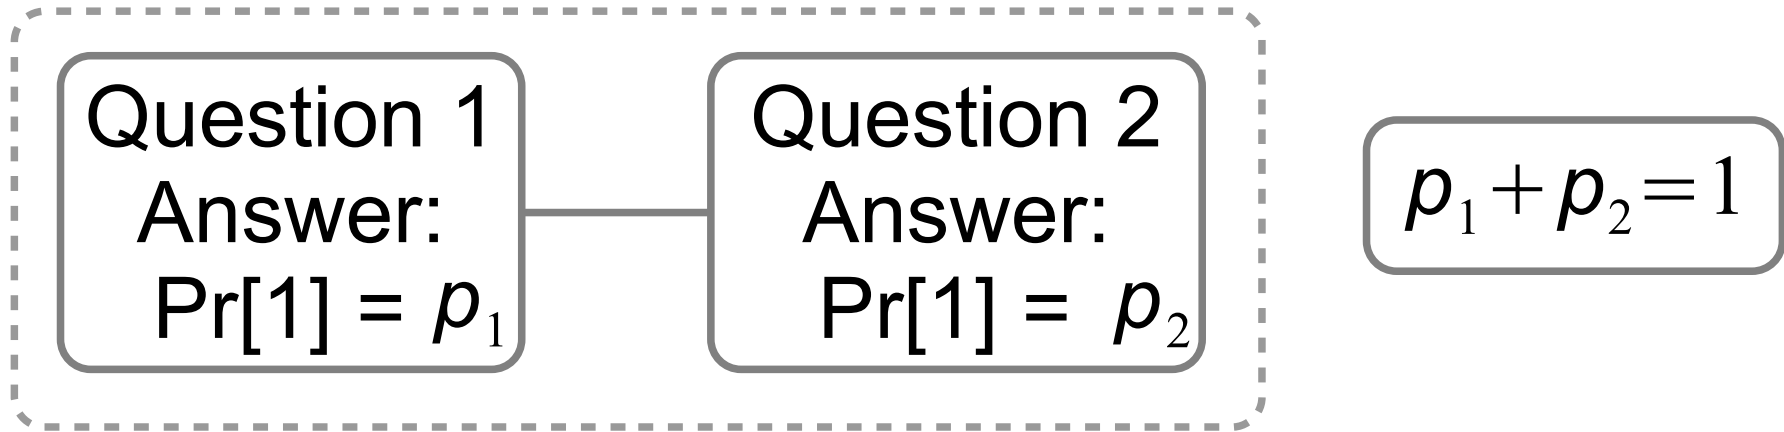 Question 1
Answer:
Pr[1] = p₁
Question 2
Answer:
Pr[1] = p₂
p₁+p₂=1